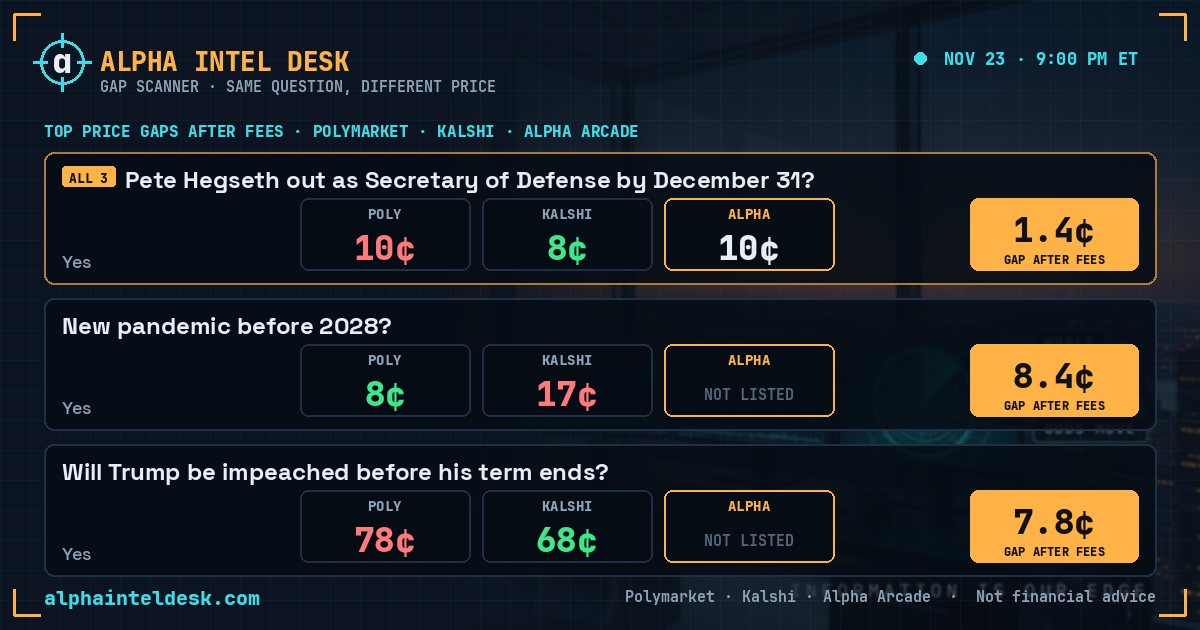 α
ALPHA INTEL DESK
GAP SCANNER · SAME QUESTION, DIFFERENT PRICE
NOV 23 · 9:00 PM ET
TOP PRICE GAPS AFTER FEES · POLYMARKET · KALSHI · ALPHA ARCADE
ALL 3 Pete Hegseth out as Secretary of Defense by December 31?
POLY KALSHI ALPHA
10¢ 8¢ 10¢ 1.4¢
Yes GAP AFTER FEES
New pandemic before 2028?
POLY KALSHI ALPHA
8¢ 17¢ NOT LISTED 8.4¢
Yes GAP AFTER FEES
Will Trump be impeached before his term ends?
POLY KALSHI ALPHA
78¢ 68¢ NOT LISTED 7.8¢
Yes GAP AFTER FEES
INFORMATION IS OUR EDGE
alphainteldesk.com
Polymarket · Kalshi · Alpha Arcade · Not financial advice